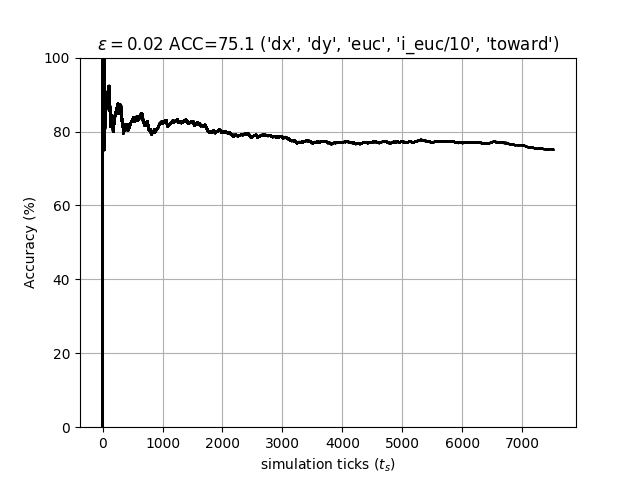 ε = 0.02 ACC=75.1 ('dx', 'dy', 'euc', 'i_euc/10', 'toward')
100
80
60
40
20
0
Accuracy (%)
0 1000 2000 3000 4000 5000 6000 7000
simulation ticks (tₛ)